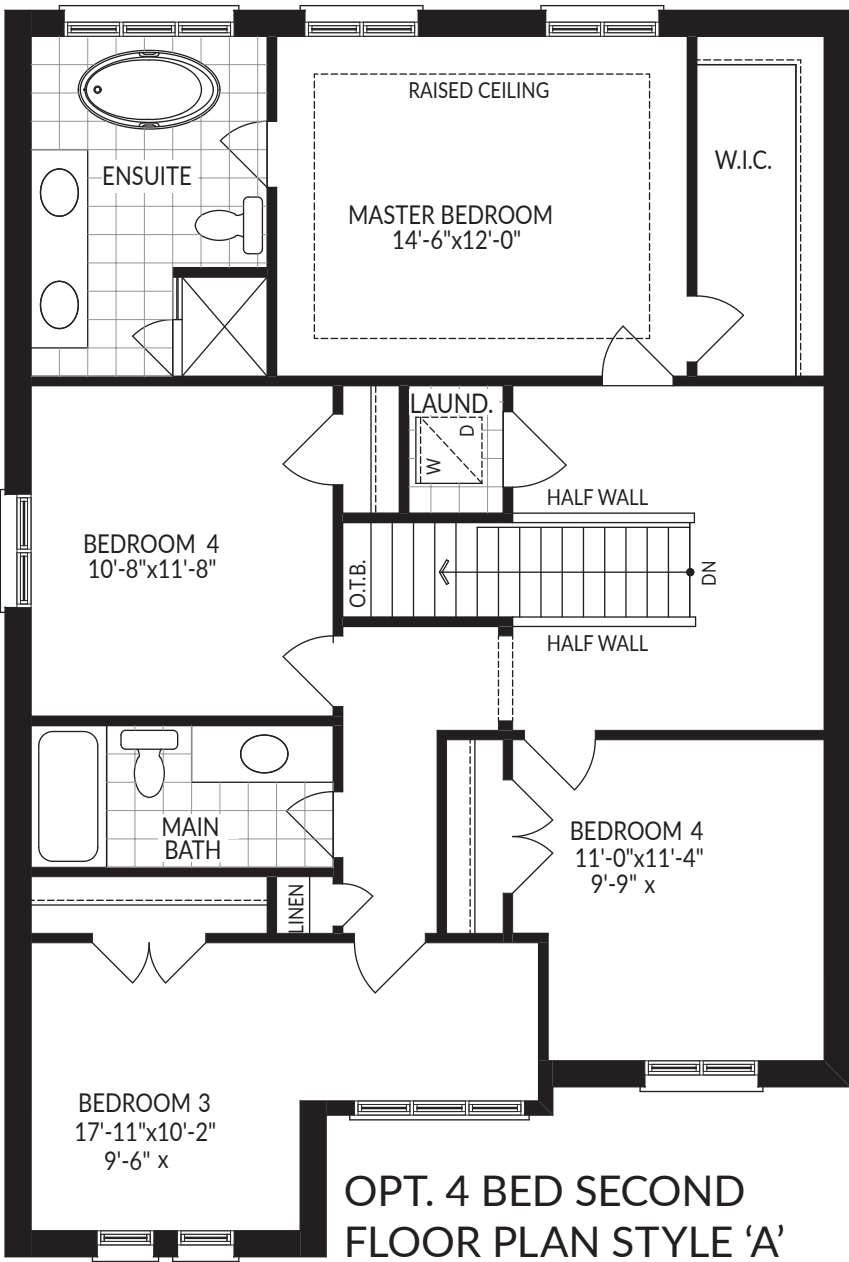 RAISED CEILING
W.I.C.
ENSUITE
MASTER BEDROOM
14'-6"x12'-0"
LAUND.
D
W
HALF WALL
BEDROOM 4
10'-8"x11'-8"
O.T.B.
DN
HALF WALL
MAIN
BATH
BEDROOM 4
11'-0"x11'-4"
9'-9" x
LINEN
BEDROOM 3
17'-11"x10'-2"
9'-6" x
OPT. 4 BED SECOND
FLOOR PLAN STYLE ‘A’